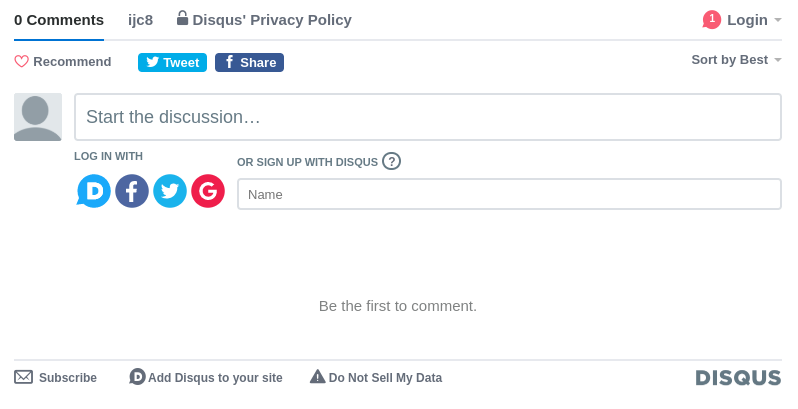 0 Comments ijc8 Disqus' Privacy Policy 1 Login
Recommend Tweet f Share Sort by Best
Start the discussion…
LOG IN WITH
OR SIGN UP WITH DISQUS ?
D f G
Name
Be the first to comment.
Subscribe D Add Disqus to your site ! Do Not Sell My Data DISQUS